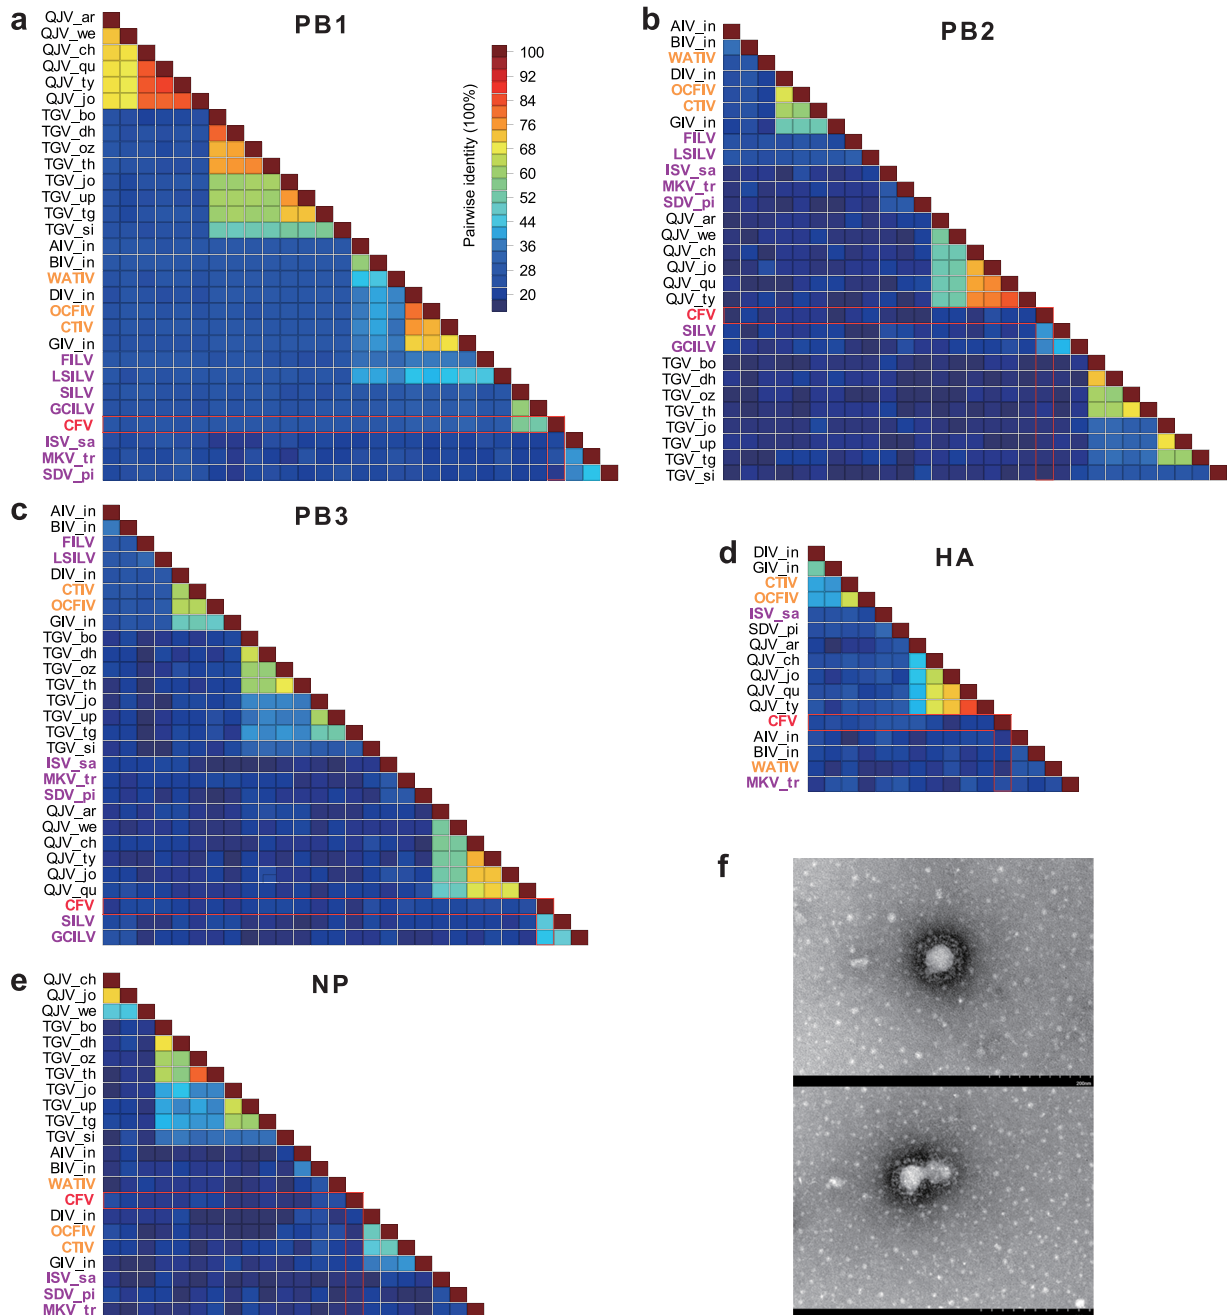 a
PB1
QJV_ar
QJV_we
QJV_ch
QJV_qu
QJV_ty
QJV_jo
TGV_bo
TGV_dh
TGV_oz
TGV_th
TGV_jo
TGV_up
TGV_tg
TGV_si
AIV_in
BIV_in
WATIV
DIV_in
OCFIV
CTIV
GIV_in
FILV
LSILV
SILV
GCILV
CFV
ISV_sa
MKV_tr
SDV_pi
Pairwise identity (100%)
100
92
84
76
68
60
52
44
36
28
20
b
PB2
AIV_in
BIV_in
WATIV
DIV_in
OCFIV
CTIV
GIV_in
FILV
LSILV
ISV_sa
MKV_tr
SDV_pi
QJV_ar
QJV_we
QJV_ch
QJV_jo
QJV_qu
QJV_ty
CFV
SILV
GCILV
TGV_bo
TGV_dh
TGV_oz
TGV_th
TGV_jo
TGV_up
TGV_tg
TGV_si
c
PB3
AIV_in
BIV_in
FILV
LSILV
DIV_in
CTIV
OCFIV
GIV_in
TGV_bo
TGV_dh
TGV_oz
TGV_th
TGV_jo
TGV_up
TGV_tg
TGV_si
ISV_sa
MKV_tr
SDV_pi
QJV_ar
QJV_we
QJV_ch
QJV_ty
QJV_jo
QJV_qu
CFV
SILV
GCILV
d
HA
DIV_in
GIV_in
CTIV
OCFIV
ISV_sa
SDV_pi
QJV_ar
QJV_ch
QJV_jo
QJV_qu
QJV_ty
CFV
AIV_in
BIV_in
WATIV
MKV_tr
e
NP
QJV_ch
QJV_jo
QJV_we
TGV_bo
TGV_dh
TGV_oz
TGV_th
TGV_jo
TGV_up
TGV_tg
TGV_si
AIV_in
BIV_in
WATIV
CFV
DIV_in
OCFIV
CTIV
GIV_in
ISV_sa
SDV_pi
MKV_tr
f
200nm